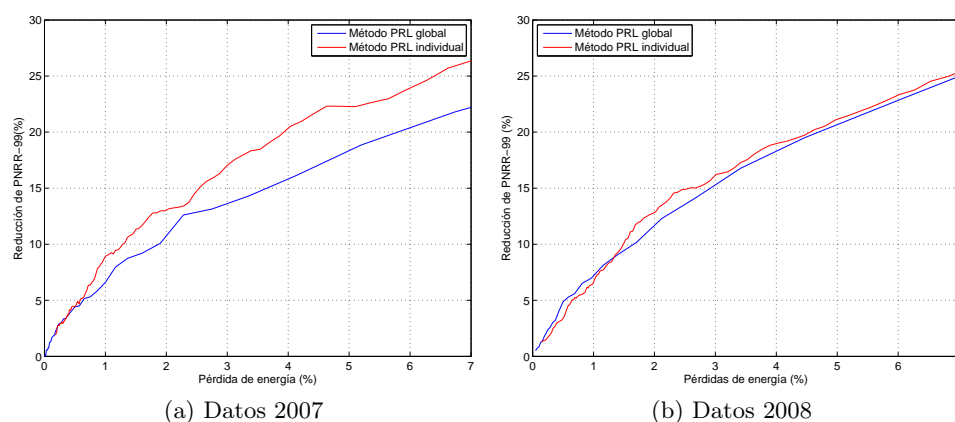 30
25
20
15
10
5
0
Reducción de PNRR−99(%)
0 1 2 3 4 5 6 7
Pérdida de energía (%)
Método PRL global
Método PRL individual
(a) Datos 2007
30
25
20
15
10
5
0
Reducción de PNRR−99 (%)
0 1 2 3 4 5 6
Pérdidas de energía (%)
Método PRL global
Método PRL individual
(b) Datos 2008